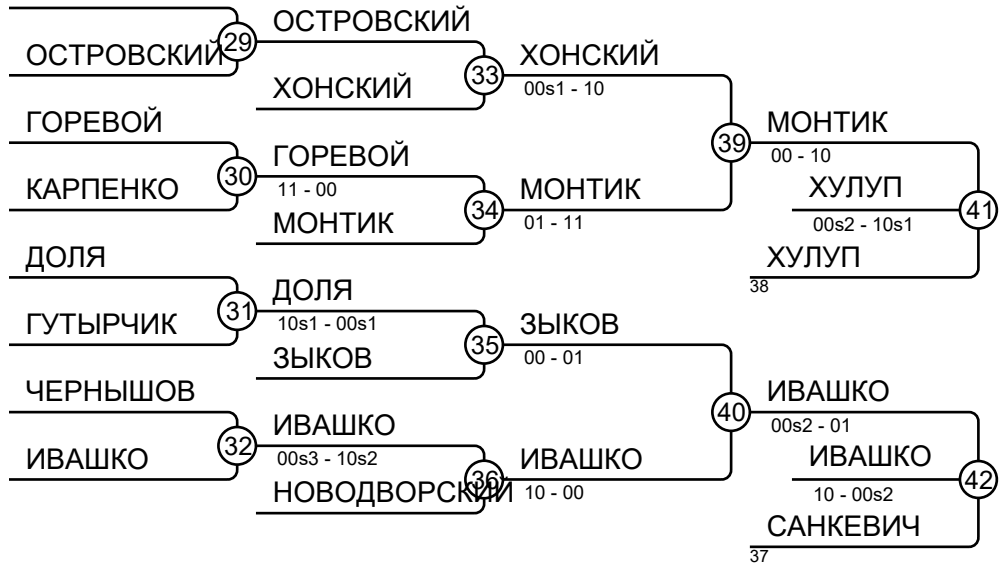 ОСТРОВСКИЙ
29
ОСТРОВСКИЙ
33
ХОНСКИЙ
ХОНСКИЙ
00s1 - 10
ГОРЕВОЙ
39
МОНТИК
00 - 10
30
ГОРЕВОЙ
11 - 00
КАРПЕНКО
34
МОНТИК
01 - 11
МОНТИК
ХУЛУП
00s2 - 10s1
41
ХУЛУП
38
ДОЛЯ
31
ДОЛЯ
10s1 - 00s1
ГУТЫРЧИК
35
ЗЫКОВ
00 - 01
ЗЫКОВ
ЧЕРНЫШОВ
40
ИВАШКО
00s2 - 01
32
ИВАШКО
00s3 - 10s2
ИВАШКО
36
ИВАШКО
10 - 00
НОВОДВОРСКИЙ
ИВАШКО
10 - 00s2
42
САНКЕВИЧ
37